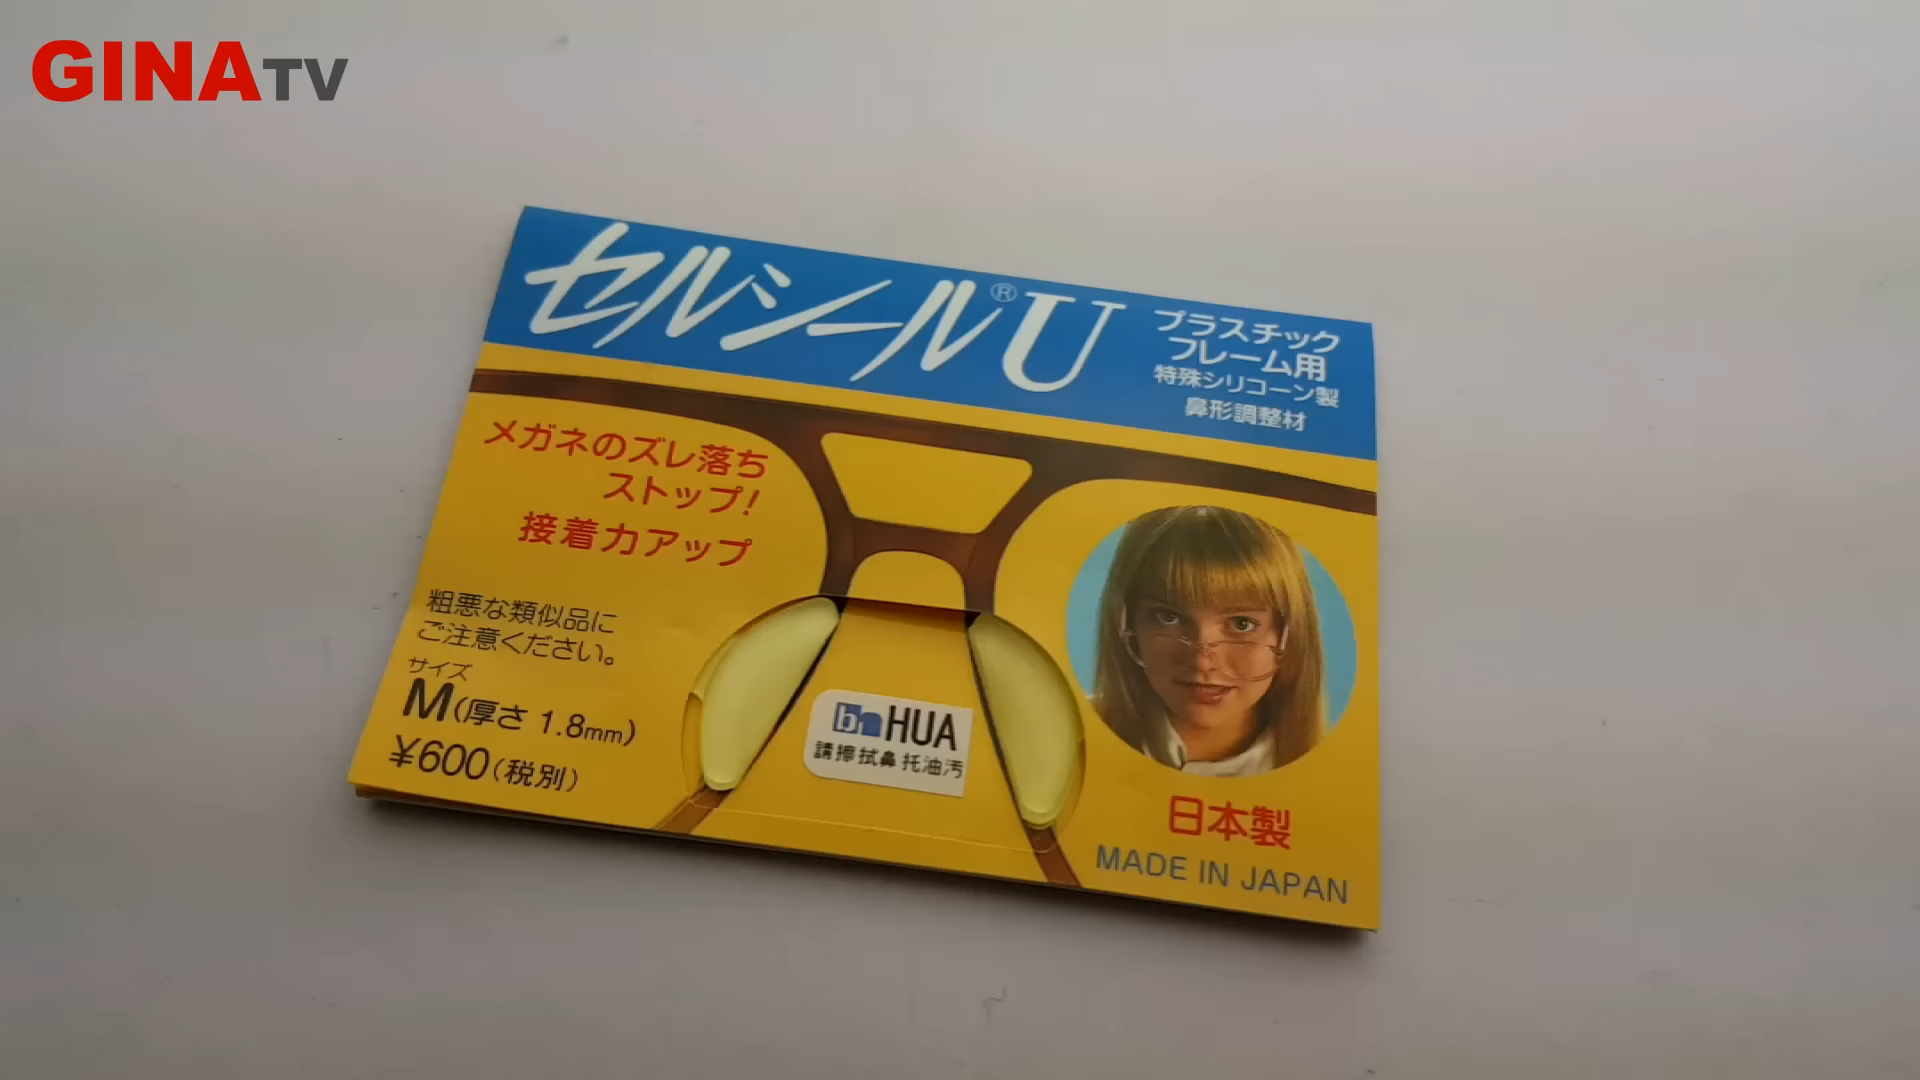 GINATV
セルシール®U
プラスチック
フレーム用
特殊シリコーン製
鼻形調整材
メガネのズレ落ち
ストップ!
接着力アップ
粗悪な類似品に
ご注意ください。
サイズ
M(厚さ 1.8mm)
¥600(税別)
bn HUA
請擦拭鼻托油汚
日本製
MADE IN JAPAN